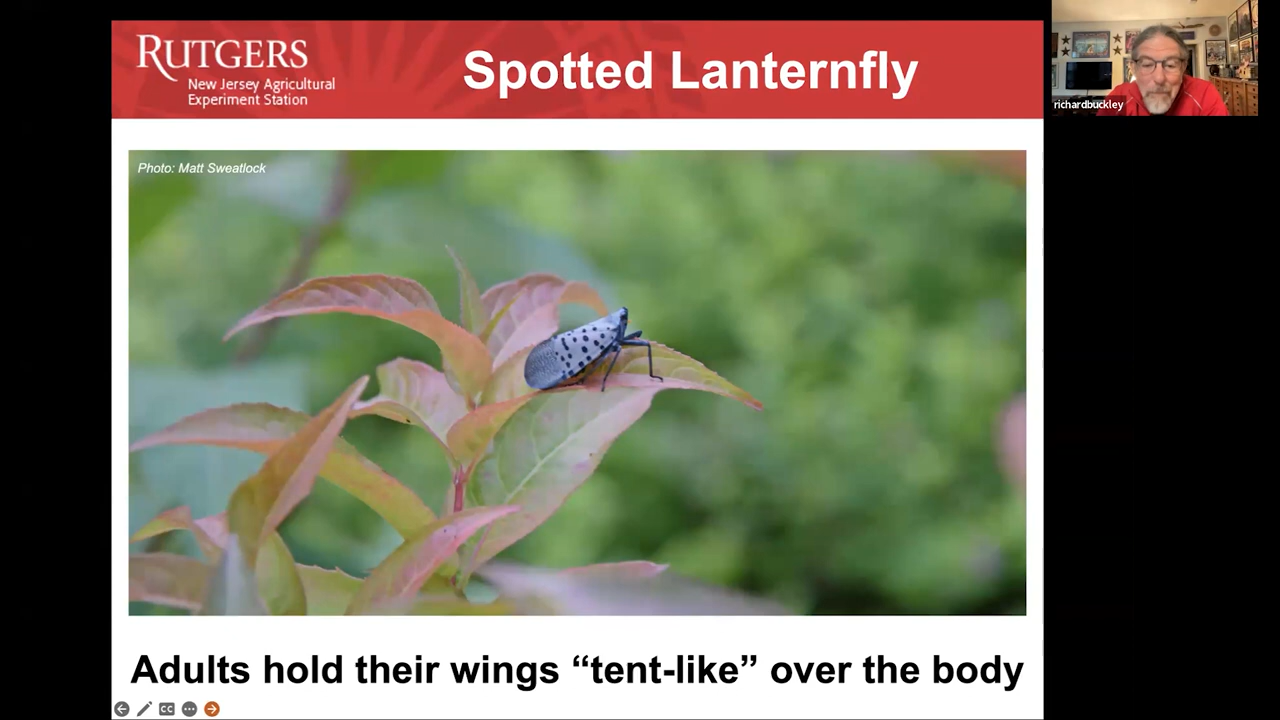 RUTGERS
New Jersey Agricultural
Experiment Station
Spotted Lanternfly
richardbuckley
Photo: Matt Sweatlock
Adults hold their wings “tent-like” over the body
CC